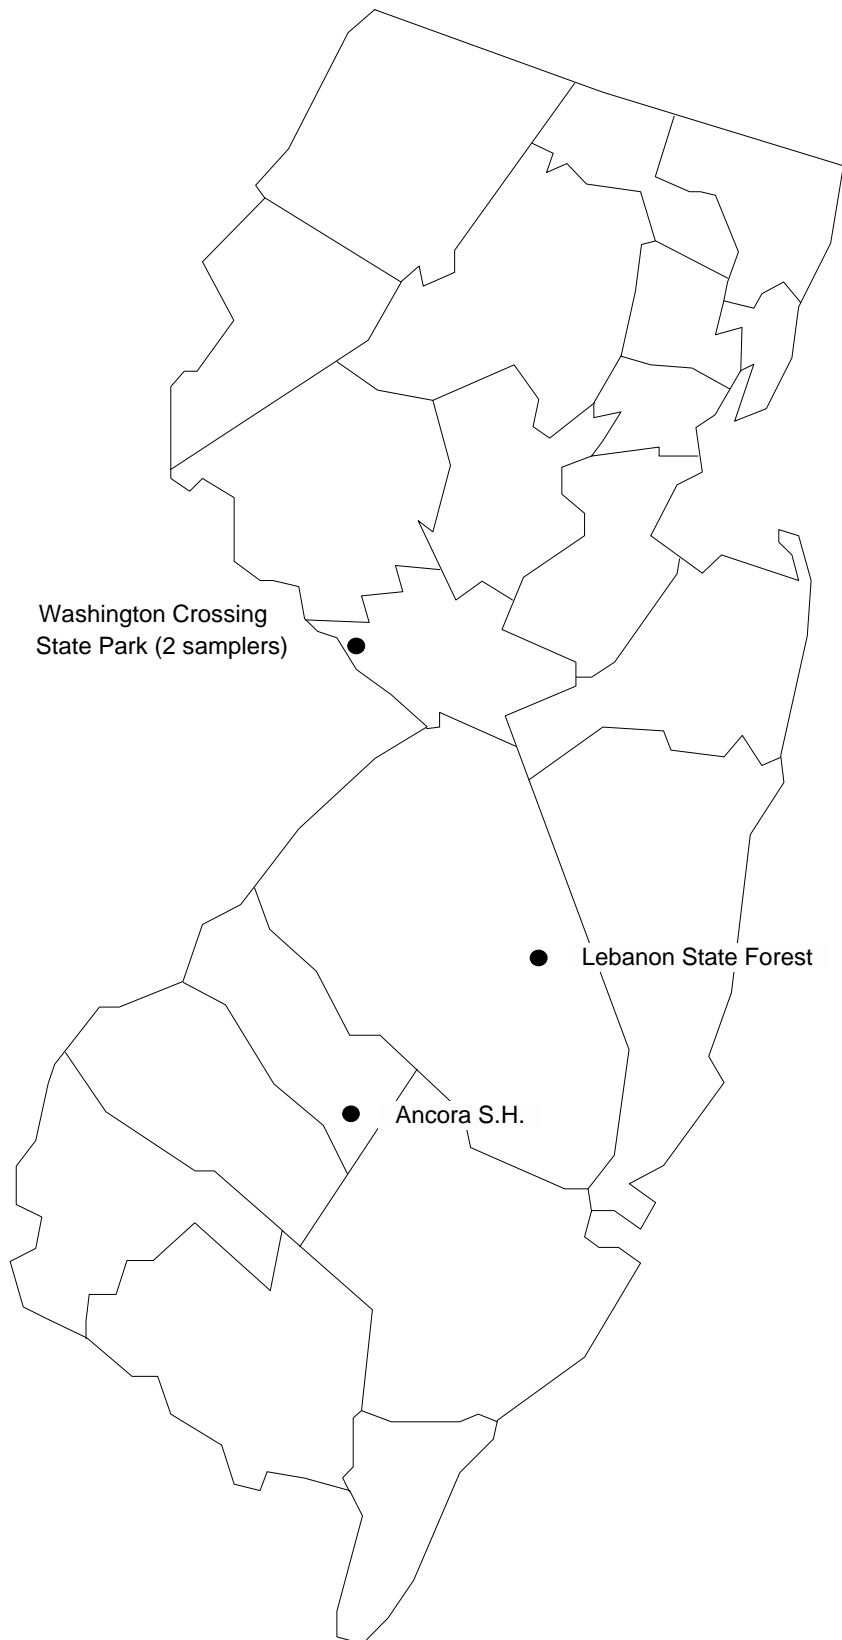 Washington Crossing
State Park (2 samplers)
Lebanon State Forest
Ancora S.H.